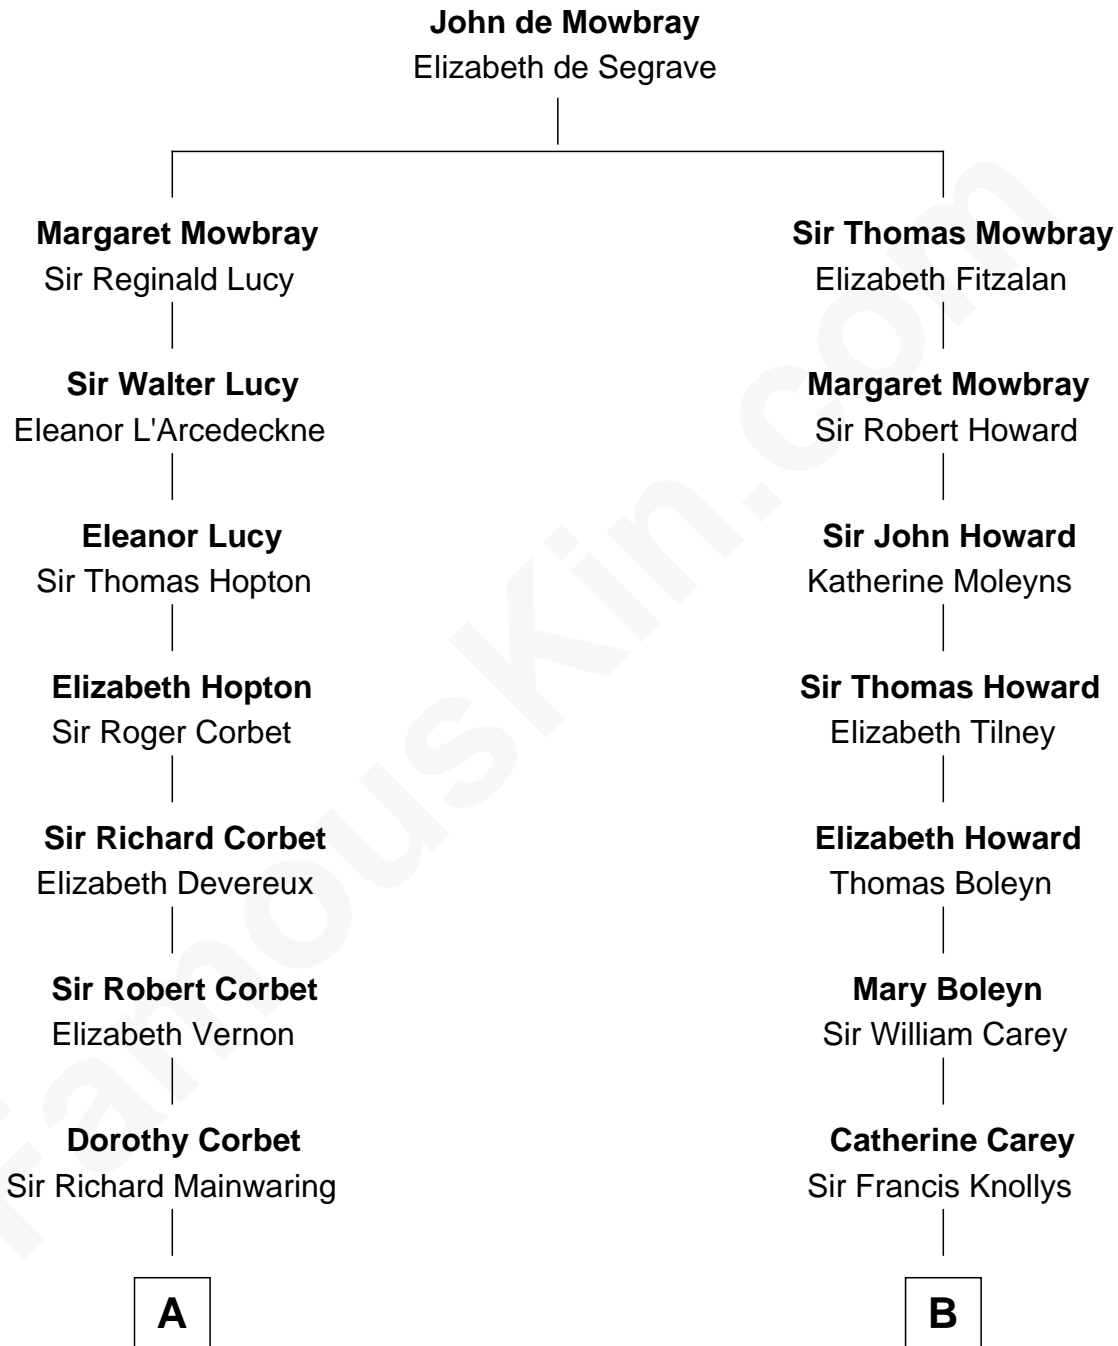 John de Mowbray
Elizabeth de Segrave
Margaret Mowbray
Sir Reginald Lucy
Sir Walter Lucy
Eleanor L'Arcedeckne
Eleanor Lucy
Sir Thomas Hopton
Elizabeth Hopton
Sir Roger Corbet
Sir Richard Corbet
Elizabeth Devereux
Sir Robert Corbet
Elizabeth Vernon
Dorothy Corbet
Sir Richard Mainwaring
A
Sir Thomas Mowbray
Elizabeth Fitzalan
Margaret Mowbray
Sir Robert Howard
Sir John Howard
Katherine Moleyns
Sir Thomas Howard
Elizabeth Tilney
Elizabeth Howard
Thomas Boleyn
Mary Boleyn
Sir William Carey
Catherine Carey
Sir Francis Knollys
B
FamousKin.com